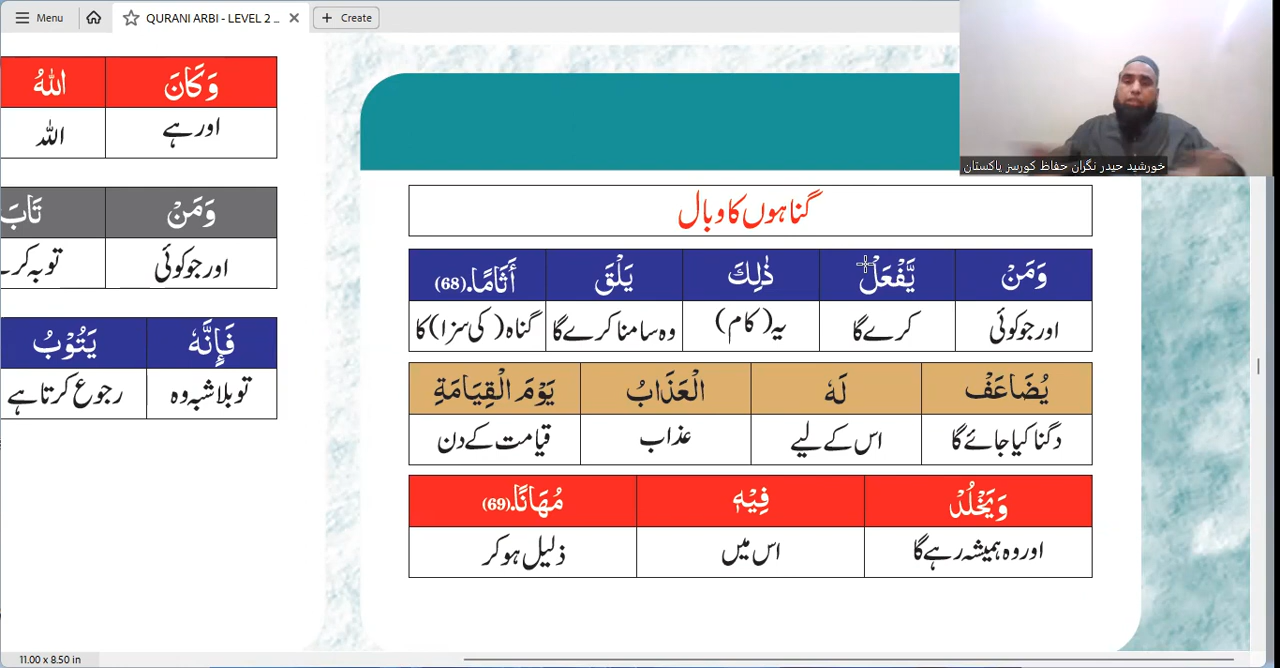 Menu QURANI ARBI - LEVEL 2 ... Create
خورشید حیدر نگران حفاظ کورسز پاکستان
گناہوں کا وبال
وَمَنْ يَّفْعَلْ ذٰلِكَ يَلْقَ أَثَامًا.(68)
اور جو کوئی کرے گا یہ (کام) وہ سامنا کرے گا گناہ (کی سزا) کا
يُضَاعَفْ لَهٗ الْعَذَابُ يَوْمَ الْقِيَامَةِ
دگنا کیا جائے گا اس کے لیے عذاب قیامت کے دن
وَيَخْلُدْ فِيْهٖ مُهَانًا.(69)
اور وہ ہمیشہ رہے گا اس میں ذلیل ہو کر
وَكَانَ اللهُ
اور ہے اللہ
وَمَنْ تَابَ
اور جو کوئی توبہ کر
فَإِنَّهٗ يَتُوْبُ
تو بلاشبہ وہ رجوع کرتا ہے
11.00 x 8.50 in